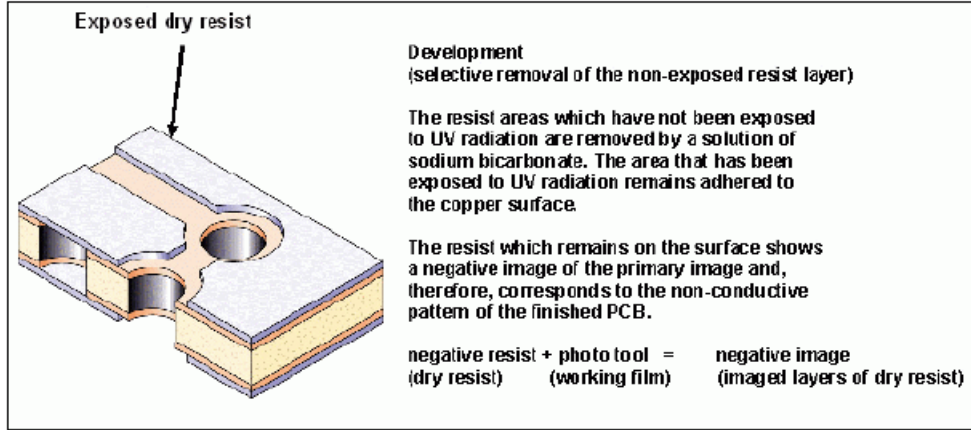 Exposed dry resist
Development
(selective removal of the non-exposed resist layer)
The resist areas which have not been exposed
to UV radiation are removed by a solution of
sodium bicarbonate. The area that has been
exposed to UV radiation remains adhered to
the copper surface.
The resist which remains on the surface shows
a negative image of the primary image and,
therefore, corresponds to the non-conductive
pattern of the finished PCB.
negative resist + photo tool = negative image
(dry resist) (working film) (imaged layers of dry resist)